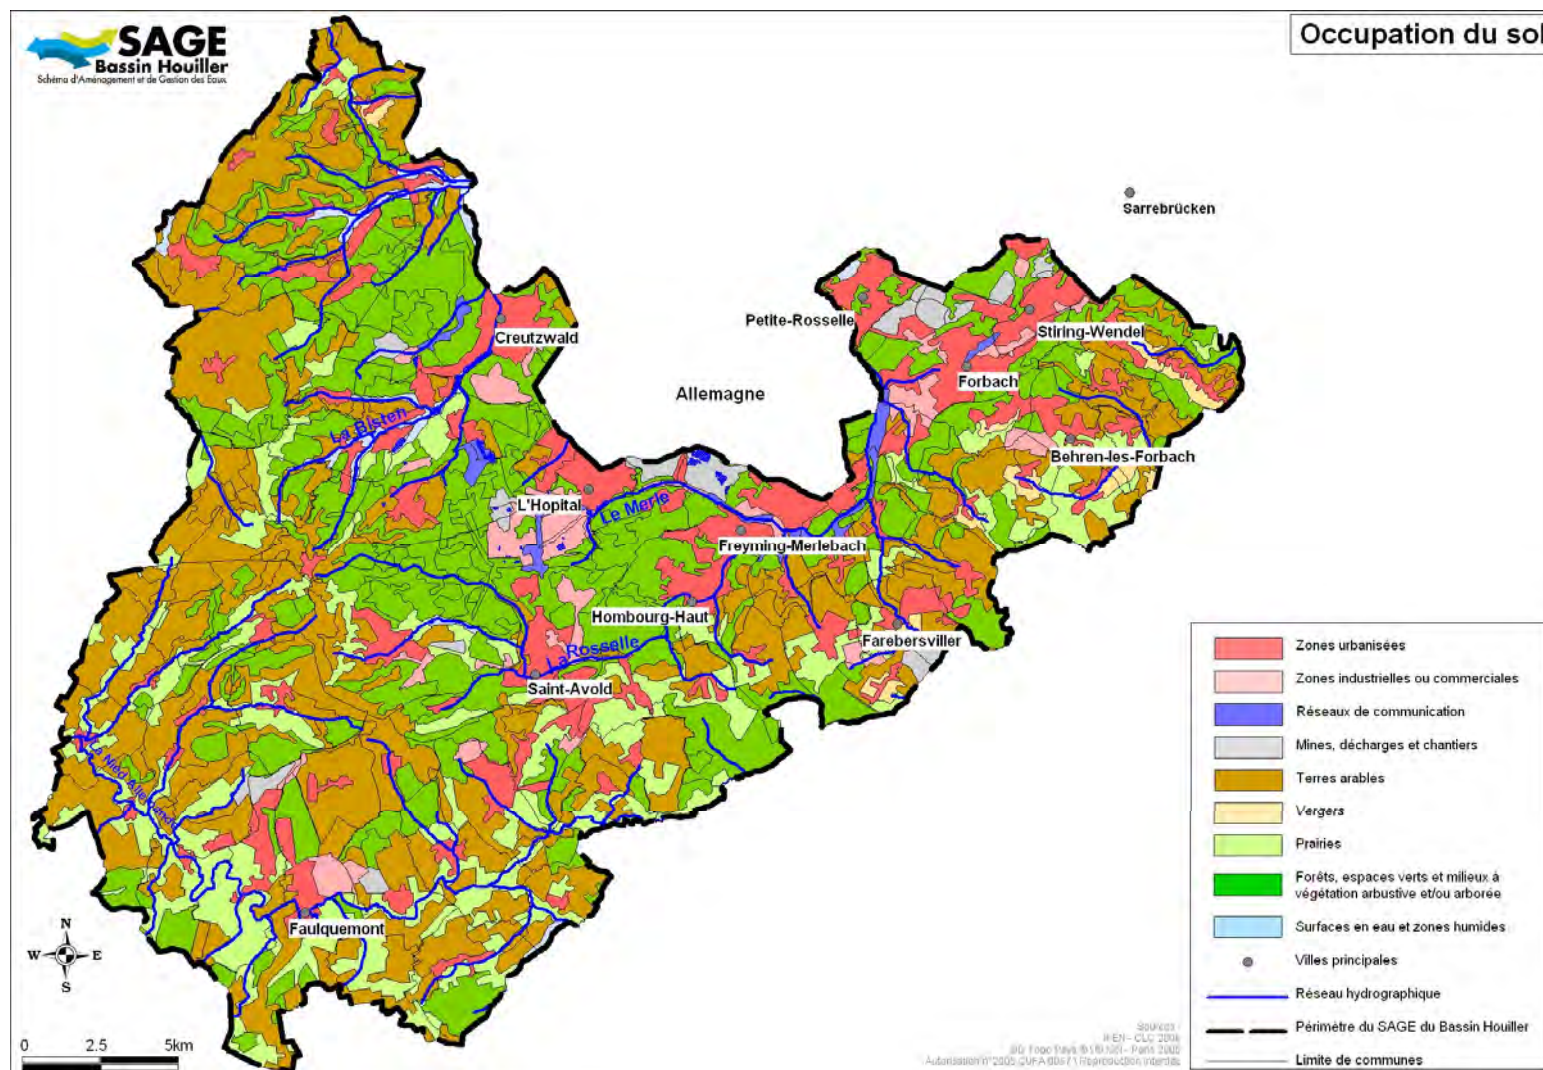 SAGE
Bassin Houiller
Schéma d'Aménagement et de Gestion des Eaux
Occupation du sol
Sarrebrücken
Petite-Rosselle
Stiring-Wendel
Creutzwald
Forbach
Allemagne
La Bisten
Behren-les-Forbach
L'Hopital
Le Merle
Freyming-Merlebach
Hombourg-Haut
Farebersviller
La Rosselle
Saint-Avold
La Nied Allemande
Faulquemont
N
W E
S
0 2.5 5km
Zones urbanisées
Zones industrielles ou commerciales
Réseaux de communication
Mines, décharges et chantiers
Terres arables
Vergers
Prairies
Forêts, espaces verts et milieux à
végétation arbustive et/ou arborée
Surfaces en eau et zones humides
Villes principales
Réseau hydrographique
Périmètre du SAGE du Bassin Houiller
Limite de communes
Sources :